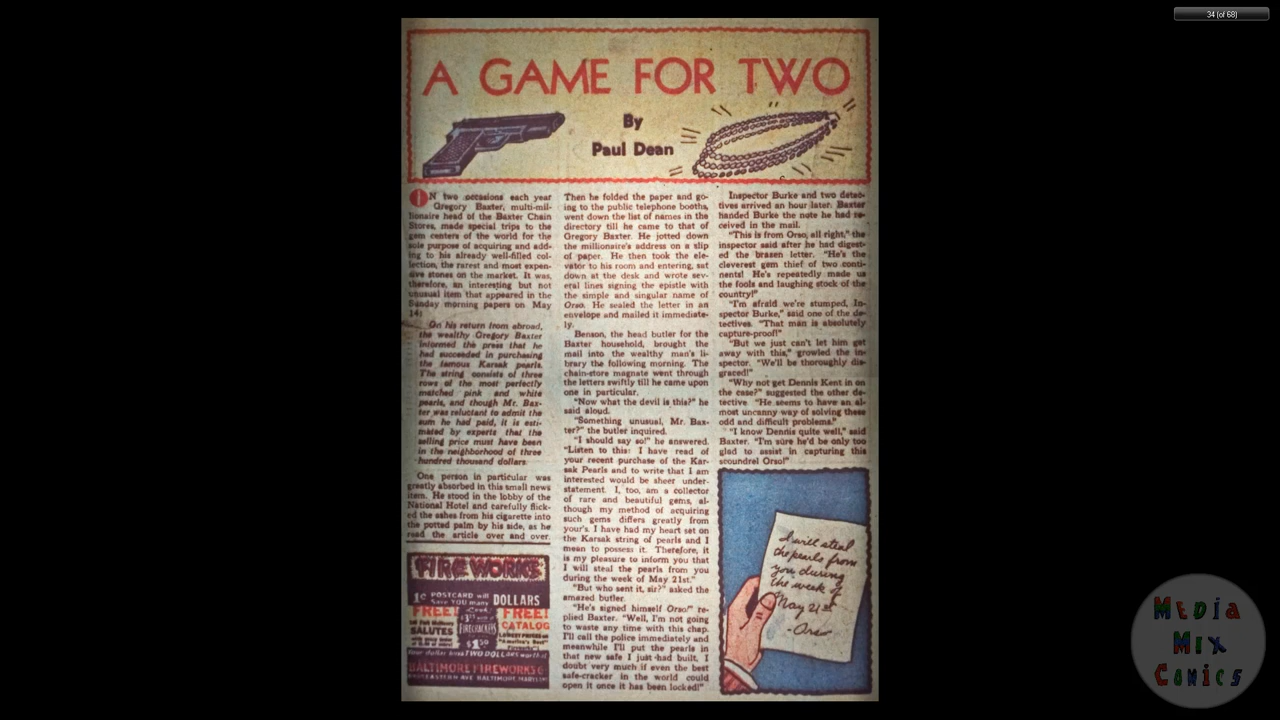 34 (of 68)
A GAME FOR TWO
By
Paul Dean
ON two occasions each year
Gregory Baxter, multi-mil-
lionaire head of the Baxter Chain
Stores, made special trips to the
gem centers of the world for the
sole purpose of acquiring and add-
ing to his already well-filled col-
lection, the rarest and most expen-
sive stones on the market. It was,
therefore, an interesting but not
unusual item that appeared in the
Sunday morning papers on May
14:
On his return from abroad,
the wealthy Gregory Baxter
informed the press that he
had succeeded in purchasing
the famous Karsak pearls.
The string consists of three
rows of the most perfectly
matched pink and white
pearls, and though Mr. Bax-
ter was reluctant to admit the
sum he had paid, it is esti-
mated by experts that the
selling price must have been
in the neighborhood of three
hundred thousand dollars.
One person in particular was
greatly absorbed in this small news
item. He stood in the lobby of the
National Hotel and carefully flick-
ed the ashes from his cigarette into
the potted palm by his side, as he
read the article over and over.
FIREWORKS
1c POSTCARD will
Save YOU many DOLLARS
FREE!
SALUTES
FIRECRACKERS
$1.50
FREE!
CATALOG
LOWEST PRICES on
"America's Best"
Your dollar buys TWO DOLLARS worth at
BALTIMORE FIREWORKS
EASTERN AVE BALTIMORE MARYLAND
Then he folded the paper and go-
ing to the public telephone booths,
went down the list of names in the
directory till he came to that of
Gregory Baxter. He jotted down
the millionaire's address on a slip
of paper. He then took the ele-
vator to his room and entering, sat
down at the desk and wrote sev-
eral lines signing the epistle with
the simple and singular name of
Orso. He sealed the letter in an
envelope and mailed it immediate-
ly.
Benson, the head butler for the
Baxter household, brought the
mail into the wealthy man's li-
brary the following morning. The
chain-store magnate went through
the letters swiftly till he came upon
one in particular.
"Now what the devil is this?" he
said aloud.
"Something unusual, Mr. Bax-
ter?" the butler inquired.
"I should say so!" he answered.
"Listen to this: I have read of
your recent purchase of the Kar-
sak Pearls and to write that I am
interested would be sheer under-
statement. I, too, am a collector
of rare and beautiful gems, al-
though my method of acquiring
such gems differs greatly from
your's. I have had my heart set on
the Karsak string of pearls and I
mean to possess it. Therefore, it
is my pleasure to inform you that
I will steal the pearls from you
during the week of May 21st."
"But who sent it, sir?" asked the
amazed butler.
"He's signed himself Orso!" re-
plied Baxter. "Well, I'm not going
to waste any time with this chap.
I'll call the police immediately and
meanwhile I'll put the pearls in
that new safe I just had built. I
doubt very much if even the best
safe-cracker in the world could
open it once it has been locked!"
Inspector Burke and two detec-
tives arrived an hour later. Baxter
handed Burke the note he had re-
ceived in the mail.
"This is from Orso, all right," the
inspector said after he had digest-
ed the brazen letter. "He's the
cleverest gem thief of two conti-
nents! He's repeatedly made us
the fools and laughing stock of the
country!"
"I'm afraid we're stumped, In-
spector Burke," said one of the de-
tectives. "That man is absolutely
capture-proof!"
"But we just can't let him get
away with this," growled the in-
spector. "We'll be thoroughly dis-
graced!"
"Why not get Dennis Kent in on
the case?" suggested the other de-
tective "He seems to have an al-
most uncanny way of solving these
odd and difficult problems."
"I know Dennis quite well," said
Baxter. "I'm sure he'd be only too
glad to assist in capturing this
scoundrel Orso!"
I will steal
the pearls from
you during
the week of
May 21st
-Orso
MEDIA
MIX
COMICS